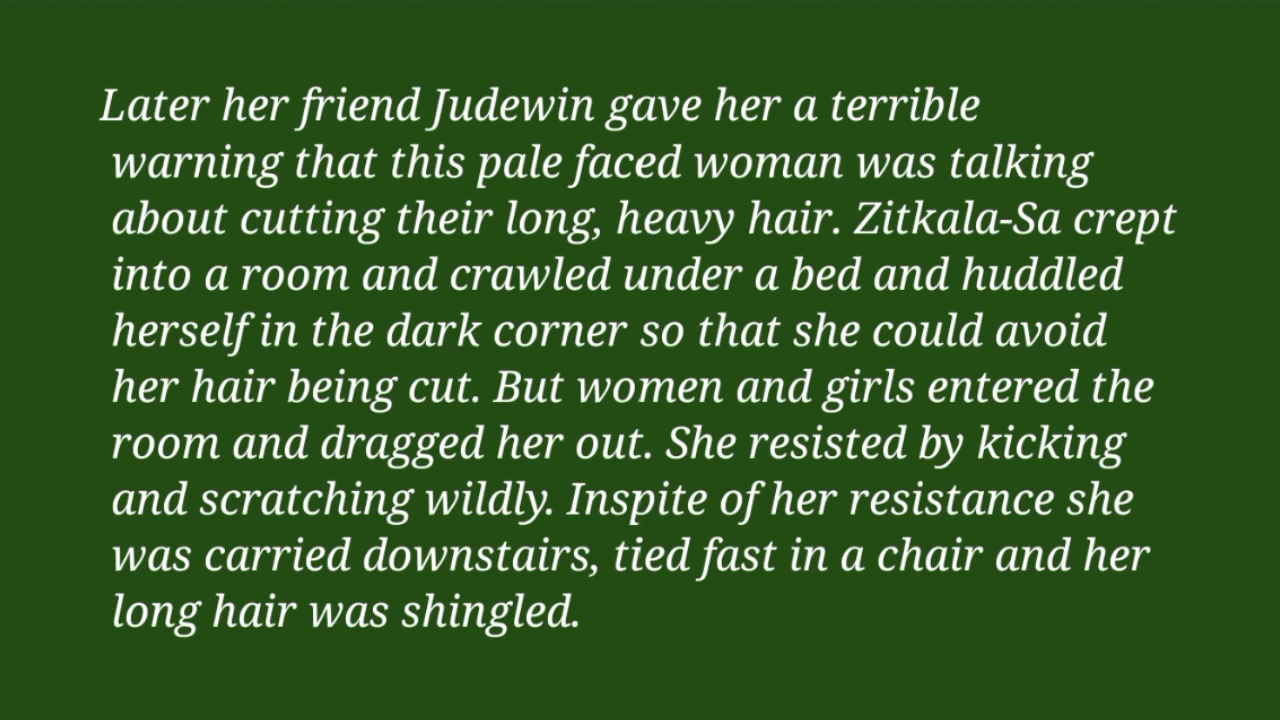 Later her friend Judewin gave her a terrible
warning that this pale faced woman was talking
about cutting their long, heavy hair. Zitkala-Sa crept
into a room and crawled under a bed and huddled
herself in the dark corner so that she could avoid
her hair being cut. But women and girls entered the
room and dragged her out. She resisted by kicking
and scratching wildly. Inspite of her resistance she
was carried downstairs, tied fast in a chair and her
long hair was shingled.